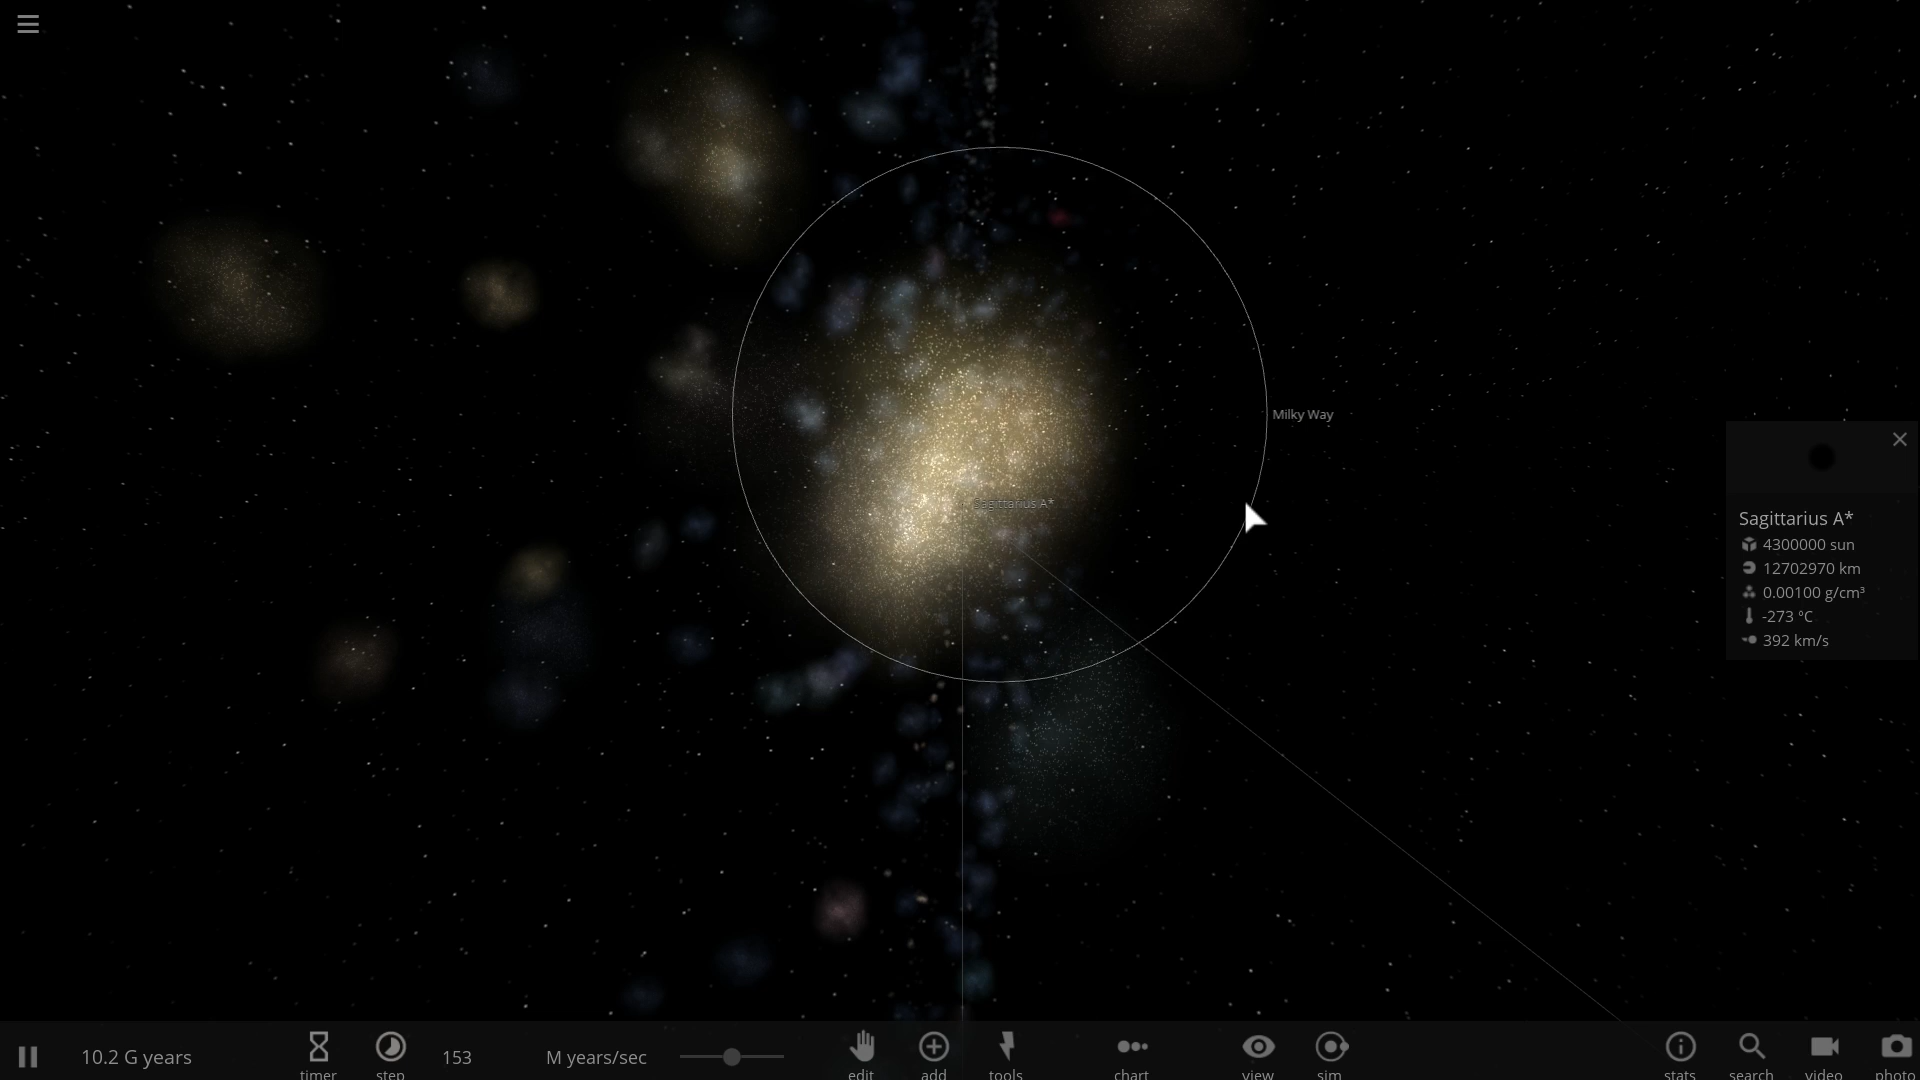 Milky Way
Sagittarius A*
Sagittarius A*
4300000 sun
12702970 km
0.00100 g/cm³
-273 °C
392 km/s
10.2 G years
timer
step
153
M years/sec
edit
add
tools
chart
view
sim
stats
search
video
photo